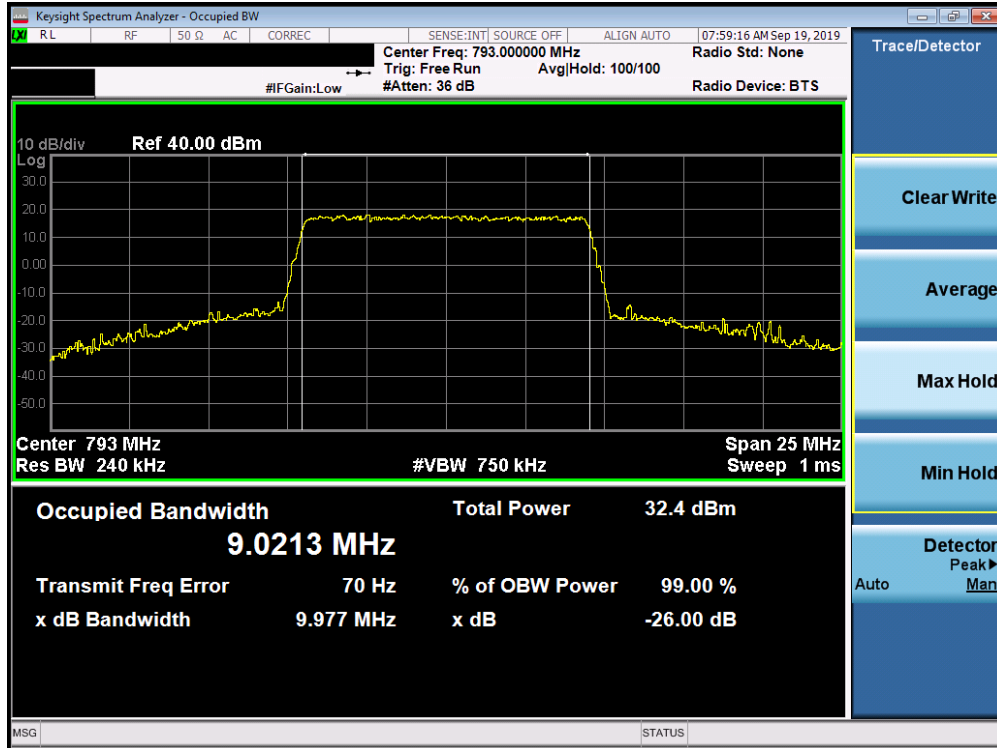 Keysight Spectrum Analyzer - Occupied BW
LXI RL RF 50 Ω AC CORREC SENSE:INT SOURCE OFF ALIGN AUTO 07:59:16 AM Sep 19, 2019
Center Freq: 793.000000 MHz Radio Std: None
Trig: Free Run Avg|Hold: 100/100
#IFGain:Low #Atten: 36 dB Radio Device: BTS
Trace/Detector
10 dB/div Ref 40.00 dBm
Log
30.0
20.0
10.0
0.00
-10.0
-20.0
-30.0
-40.0
-50.0
Center 793 MHz Span 25 MHz
Res BW 240 kHz #VBW 750 kHz Sweep 1 ms
Occupied Bandwidth Total Power 32.4 dBm
9.0213 MHz
Transmit Freq Error 70 Hz % of OBW Power 99.00 %
x dB Bandwidth 9.977 MHz x dB -26.00 dB
Clear Write
Average
Max Hold
Min Hold
Detector
Peak▶
Auto Man
MSG STATUS